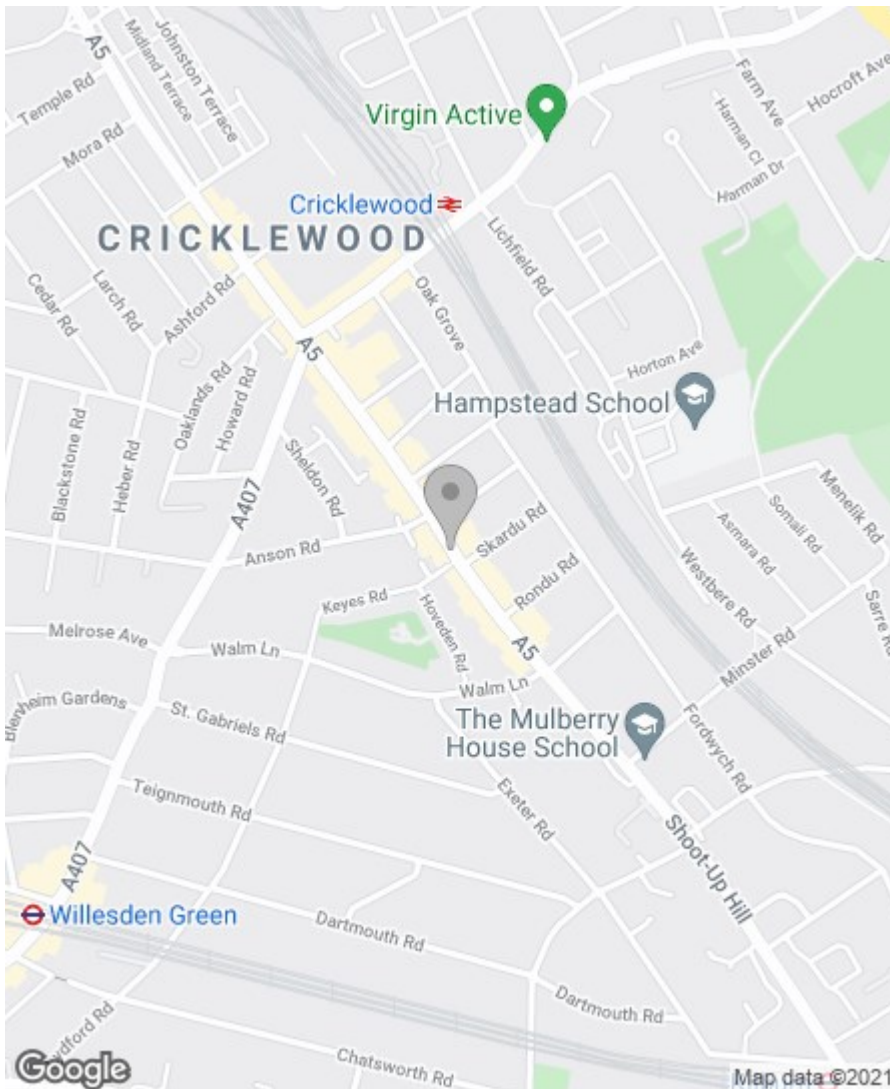 A5
Midland Terrace
Johnston Terrace
Temple Rd
Mora Rd
Virgin Active
Farm Ave
Hocroft Ave
Harman Cl
Harman Dr
Cricklewood
CRICKLEWOOD
Lichfield Rd
Cedar Rd
Larch Rd
Ashford Rd
Oak Grove
A5
Horton Ave
Oaklands Rd
Howard Rd
Hampstead School
Blackstone Rd
Heber Rd
Sheldon Rd
A407
Menelik Rd
Somali Rd
Asmara Rd
Skardu Rd
Anson Rd
Westbere Rd
Sarre Rd
Rondu Rd
Keyes Rd
Hoveden Rd
A5
Melrose Ave
Walm Ln
Minster Rd
Walm Ln
Blenheim Gardens
St. Gabriels Rd
The Mulberry
House School
Fordwych Rd
Teignmouth Rd
Exeter Rd
Shoot-Up Hill
A407
Willesden Green
Dartmouth Rd
Dartmouth Rd
Chatsworth Rd
Google
Map data ©2021